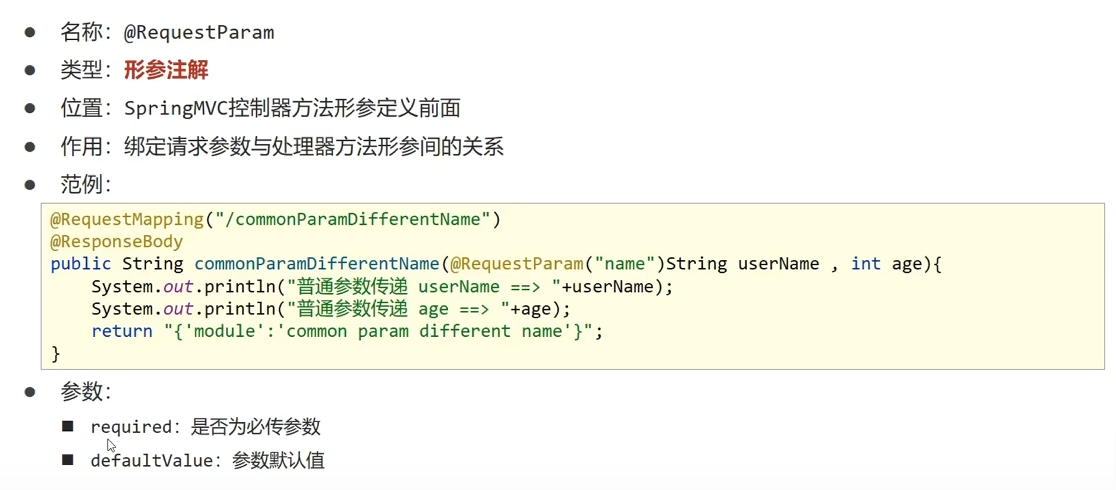 名称：@RequestParam
类型：形参注解
位置：SpringMVC控制器方法形参定义前面
作用：绑定请求参数与处理器方法形参间的关系
范例：
@RequestMapping("/commonParamDifferentName")
@ResponseBody
public String commonParamDifferentName(@RequestParam("name")String userName , int age){
    System.out.println("普通参数传递 userName ==> "+userName);
    System.out.println("普通参数传递 age ==> "+age);
    return "{'module':'common param different name'}";
}
参数：
required：是否为必传参数
defaultValue：参数默认值